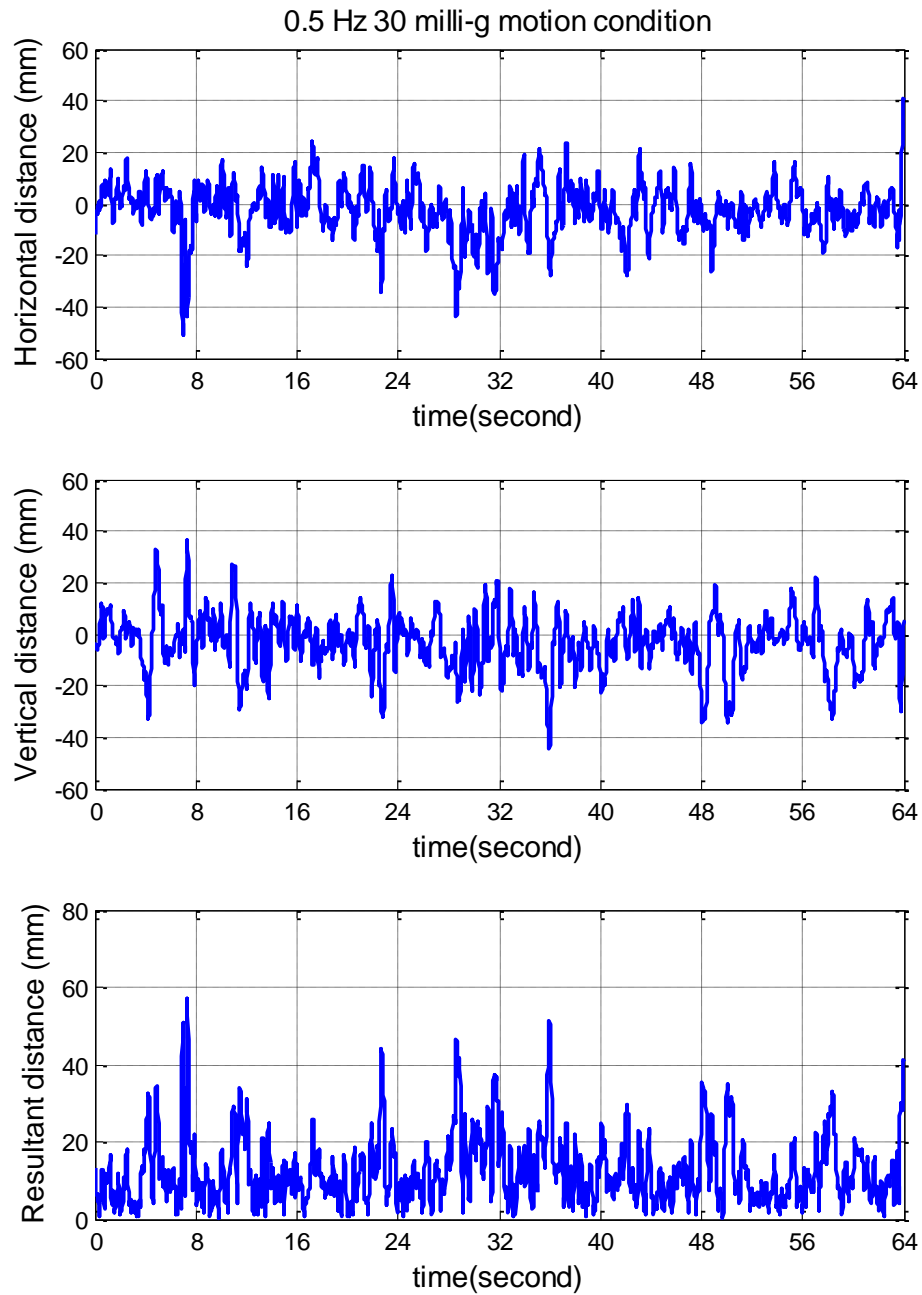 0.5 Hz 30 milli-g motion condition
Horizontal distance (mm)
60
40
20
0
-20
-40
-60
0 8 16 24 32 40 48 56 64
time(second)
Vertical distance (mm)
60
40
20
0
-20
-40
-60
0 8 16 24 32 40 48 56 64
time(second)
Resultant distance (mm)
80
60
40
20
0
0 8 16 24 32 40 48 56 64
time(second)